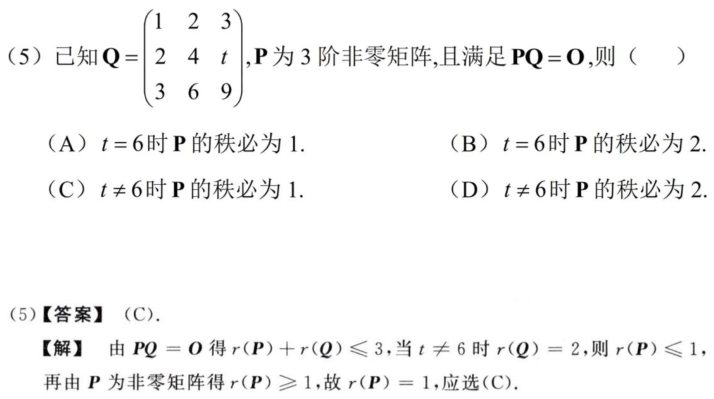 (5) 已知 Q = ⎛1 2 3⎞
⎜2 4 t⎟ , P 为 3 阶非零矩阵,且满足 PQ = O,则（  ）
⎝3 6 9⎠
(A) t = 6时 P 的秩必为 1.
(B) t = 6时 P 的秩必为 2.
(C) t ≠ 6时 P 的秩必为 1.
(D) t ≠ 6时 P 的秩必为 2.
(5)【答案】 (C).
【解】 由 PQ = O 得 r(P) + r(Q) ≤ 3,当 t ≠ 6 时 r(Q) = 2,则 r(P) ≤ 1,
再由 P 为非零矩阵得 r(P) ≥ 1,故 r(P) = 1,应选(C).